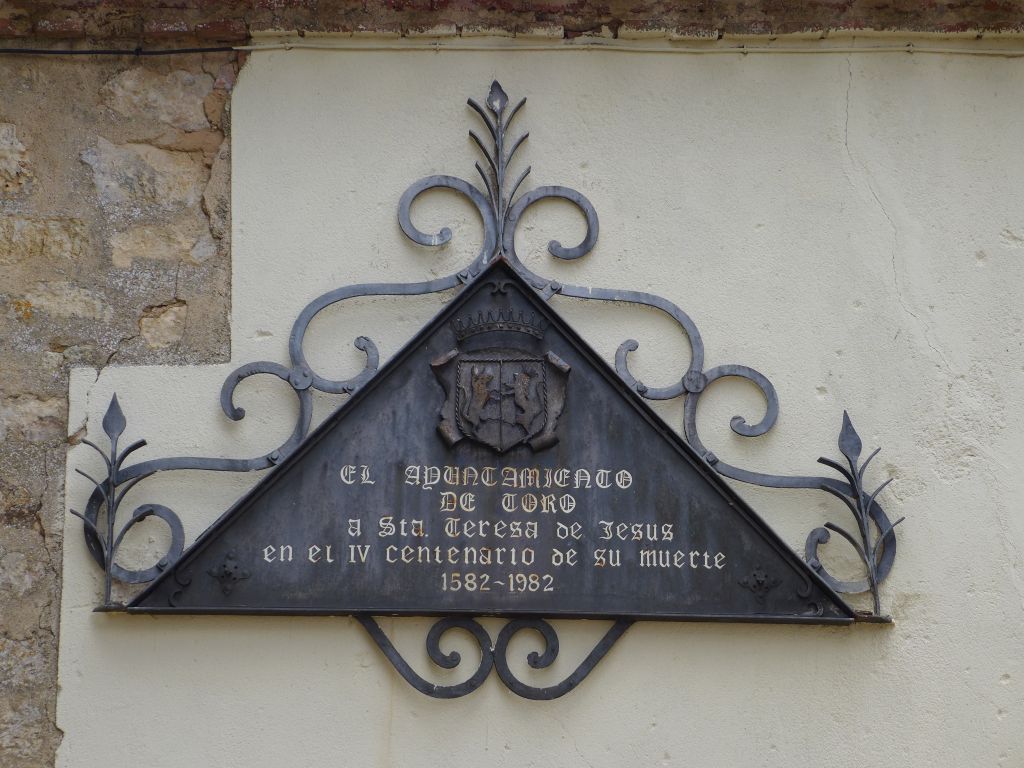 EL AYUNTAMIENTO
DE TORO
a Sta. Teresa de Jesus
en el IV centenario de su muerte
1582-1982